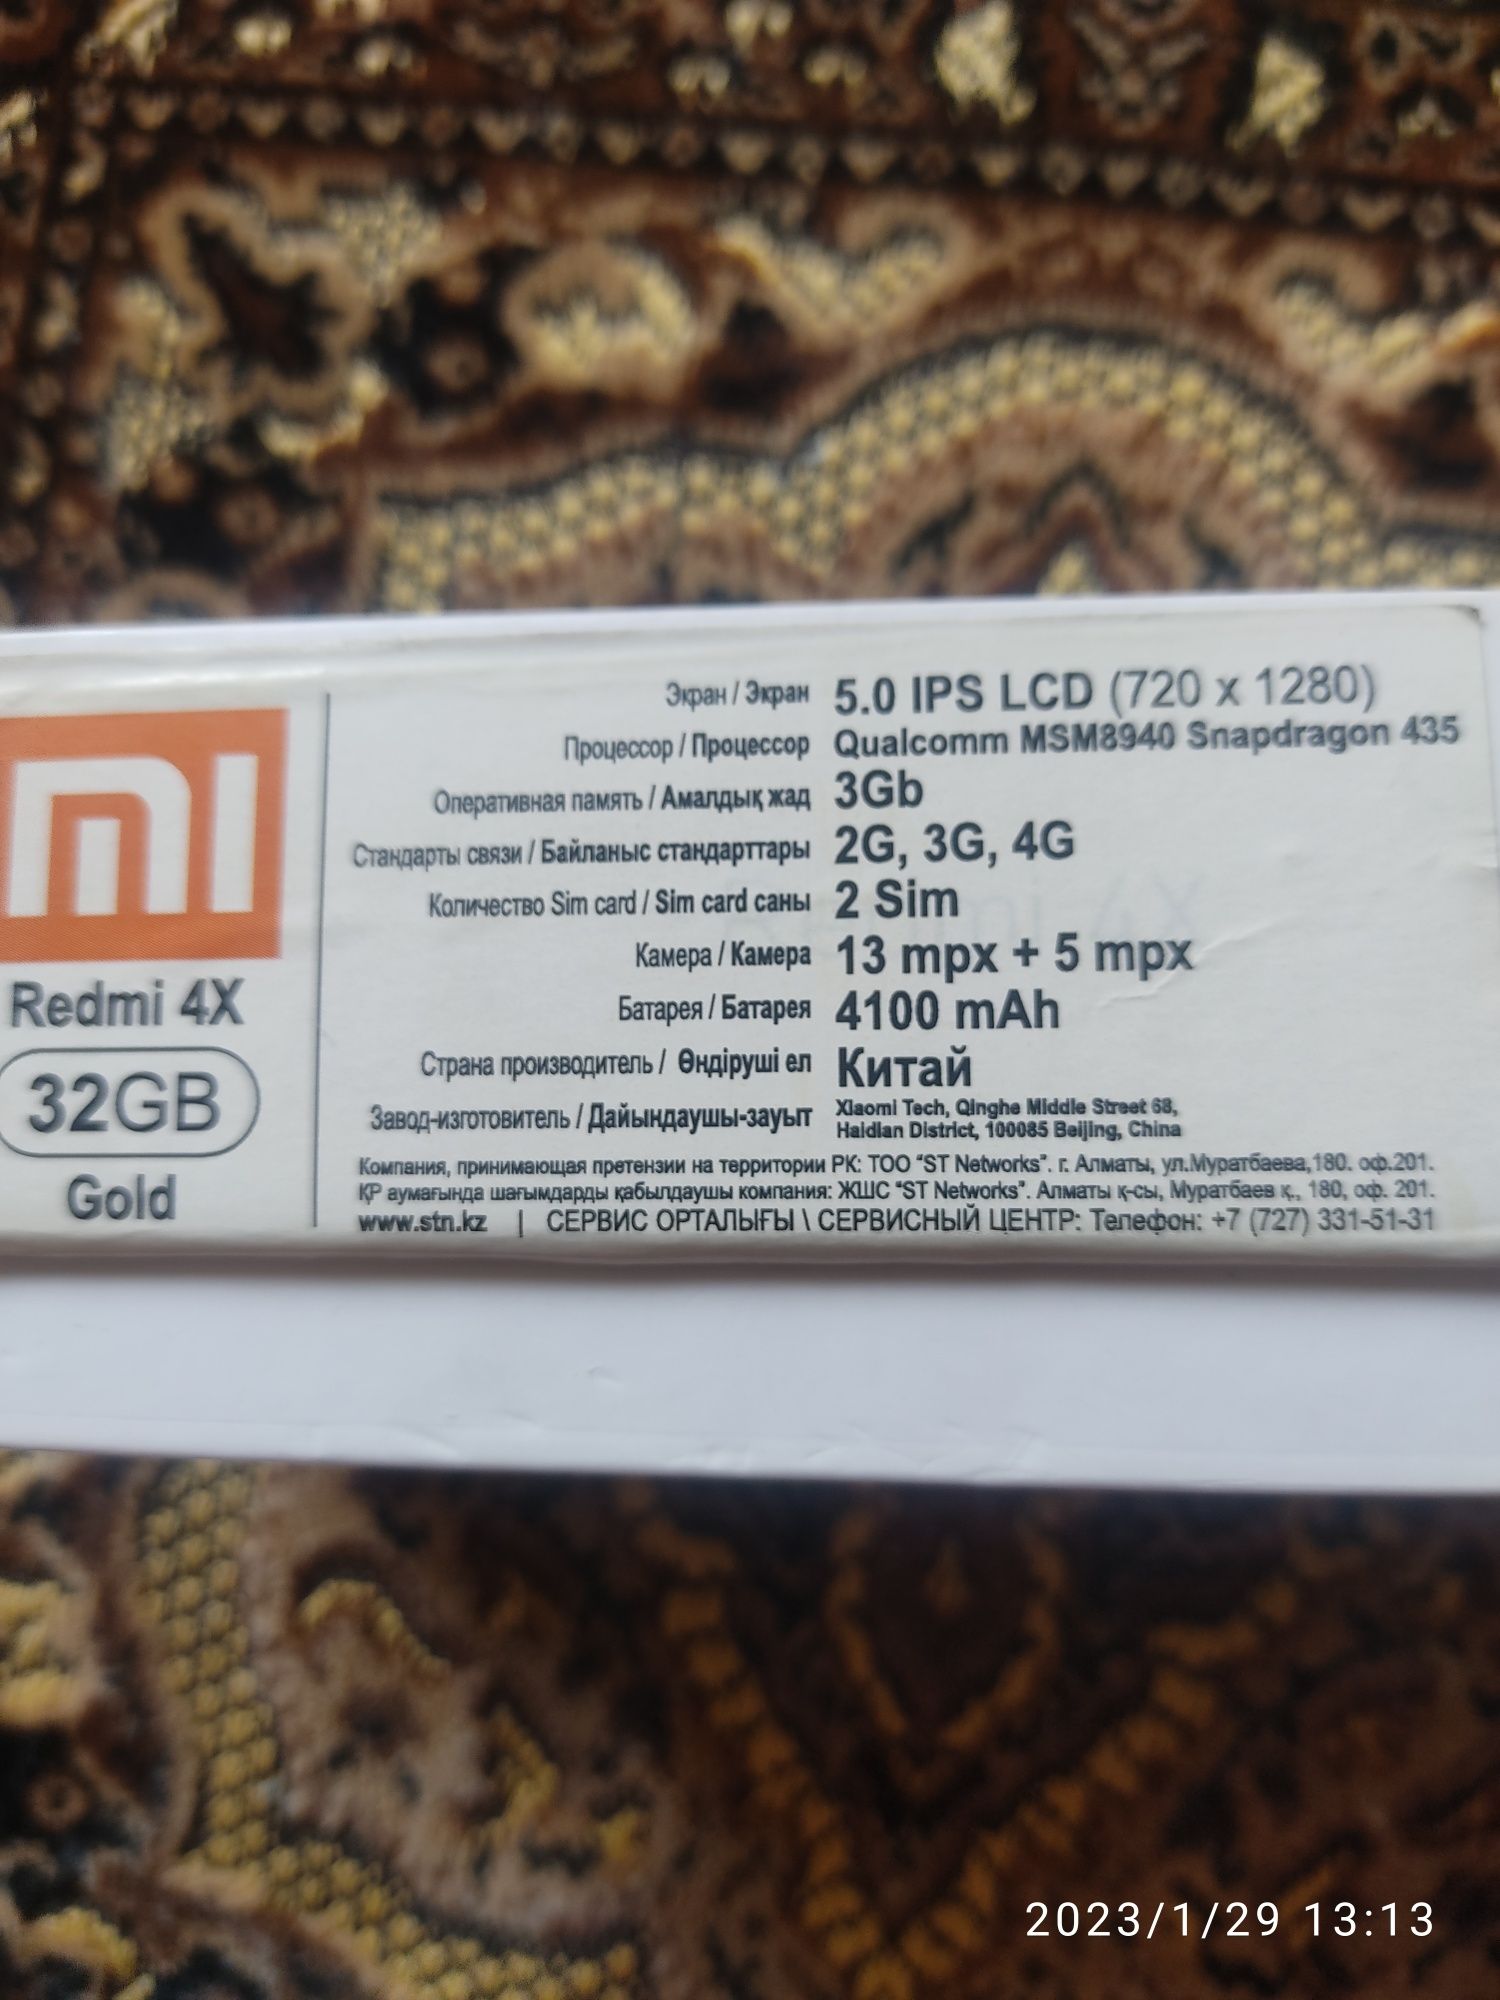 mi
Redmi 4X
32GB
Gold
Экран / Экран 5.0 IPS LCD (720 x 1280)
Процессор / Процессор Qualcomm MSM8940 Snapdragon 435
Оперативная память / Амалдық жад 3Gb
Стандарты связи / Байланыс стандарттары 2G, 3G, 4G
Количество Sim card / Sim card саны 2 Sim
Камера / Камера 13 mpx + 5 mpx
Батарея / Батарея 4100 mAh
Страна производитель / Өндіруші ел Китай
Завод-изготовитель / Дайындаушы-зауыт Xiaomi Tech, Qinghe Middle Street 68,
Haidian District, 100085 Beijing, China
Компания, принимающая претензии на территории РК: ТОО “ST Networks”. г. Алматы, ул.Муратбаева,180. оф.201.
ҚР аумағында шағымдарды қабылдаушы компания: ЖШС “ST Networks”. Алматы қ-сы, Муратбаев қ., 180, оф. 201.
www.stn.kz | СЕРВИС ОРТАЛЫҒЫ \ СЕРВИСНЫЙ ЦЕНТР: Телефон: +7 (727) 331-51-31
2023/1/29 13:13